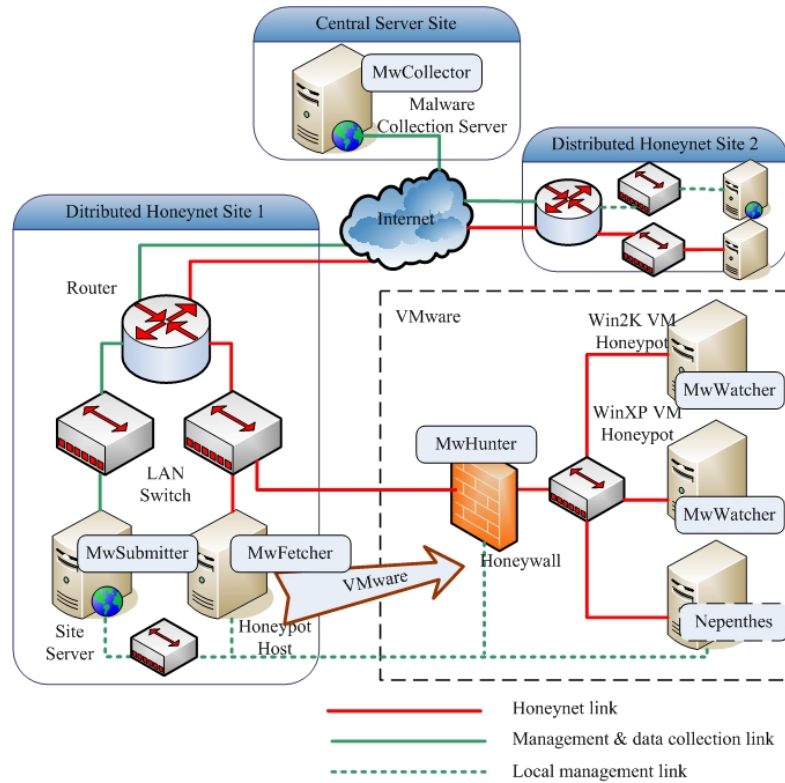 Central Server Site
MwCollector
Malware
Collection Server
Distributed Honeynet Site 2
Internet
Ditributed Honeynet Site 1
Router
LAN
Switch
MwSubmitter
MwFetcher
Site
Server
Honeypot
Host
VMware
VMware
Win2K VM
Honeypot
MwWatcher
WinXP VM
Honeypot
MwHunter
MwWatcher
Honeywall
Nepenthes
Honeynet link
Management & data collection link
Local management link